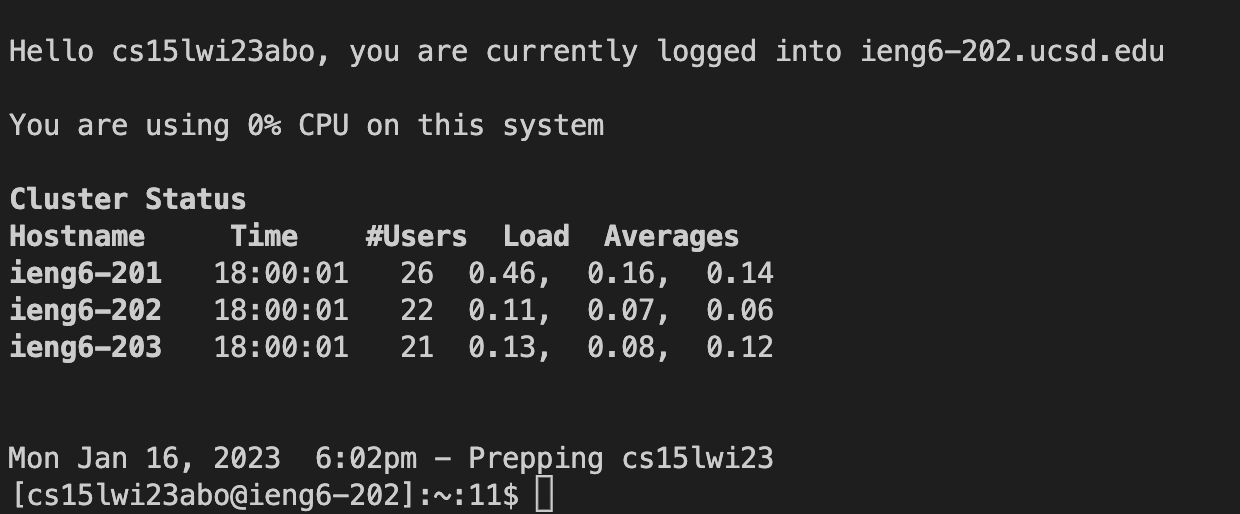 Hello cs15lwi23abo, you are currently logged into ieng6-202.ucsd.edu
You are using 0% CPU on this system
Cluster Status
Hostname     Time    #Users  Load  Averages
ieng6-201   18:00:01   26  0.46,  0.16,  0.14
ieng6-202   18:00:01   22  0.11,  0.07,  0.06
ieng6-203   18:00:01   21  0.13,  0.08,  0.12
Mon Jan 16, 2023  6:02pm - Prepping cs15lwi23
[cs15lwi23abo@ieng6-202]:~:11$